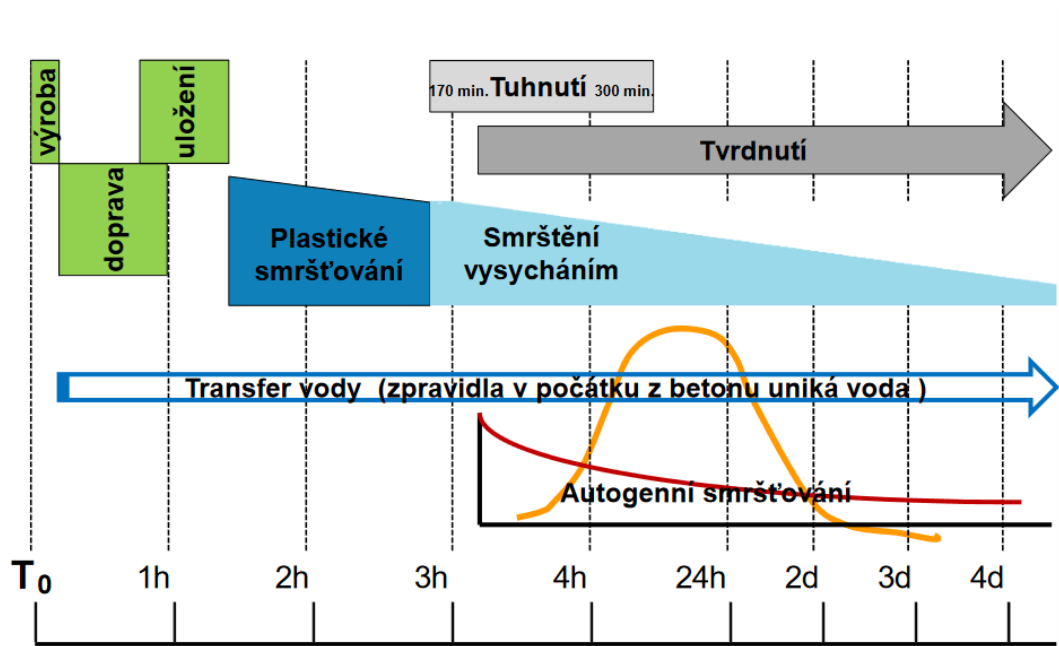 výroba
doprava
uložení
170 min. Tuhnutí 300 min.
Tvrdnutí
Plastické
smršťování
Smrštění
vysycháním
Transfer vody (zpravidla v počátku z betonu uniká voda )
Autogenní smršťování
T0 1h 2h 3h 4h 24h 2d 3d 4d